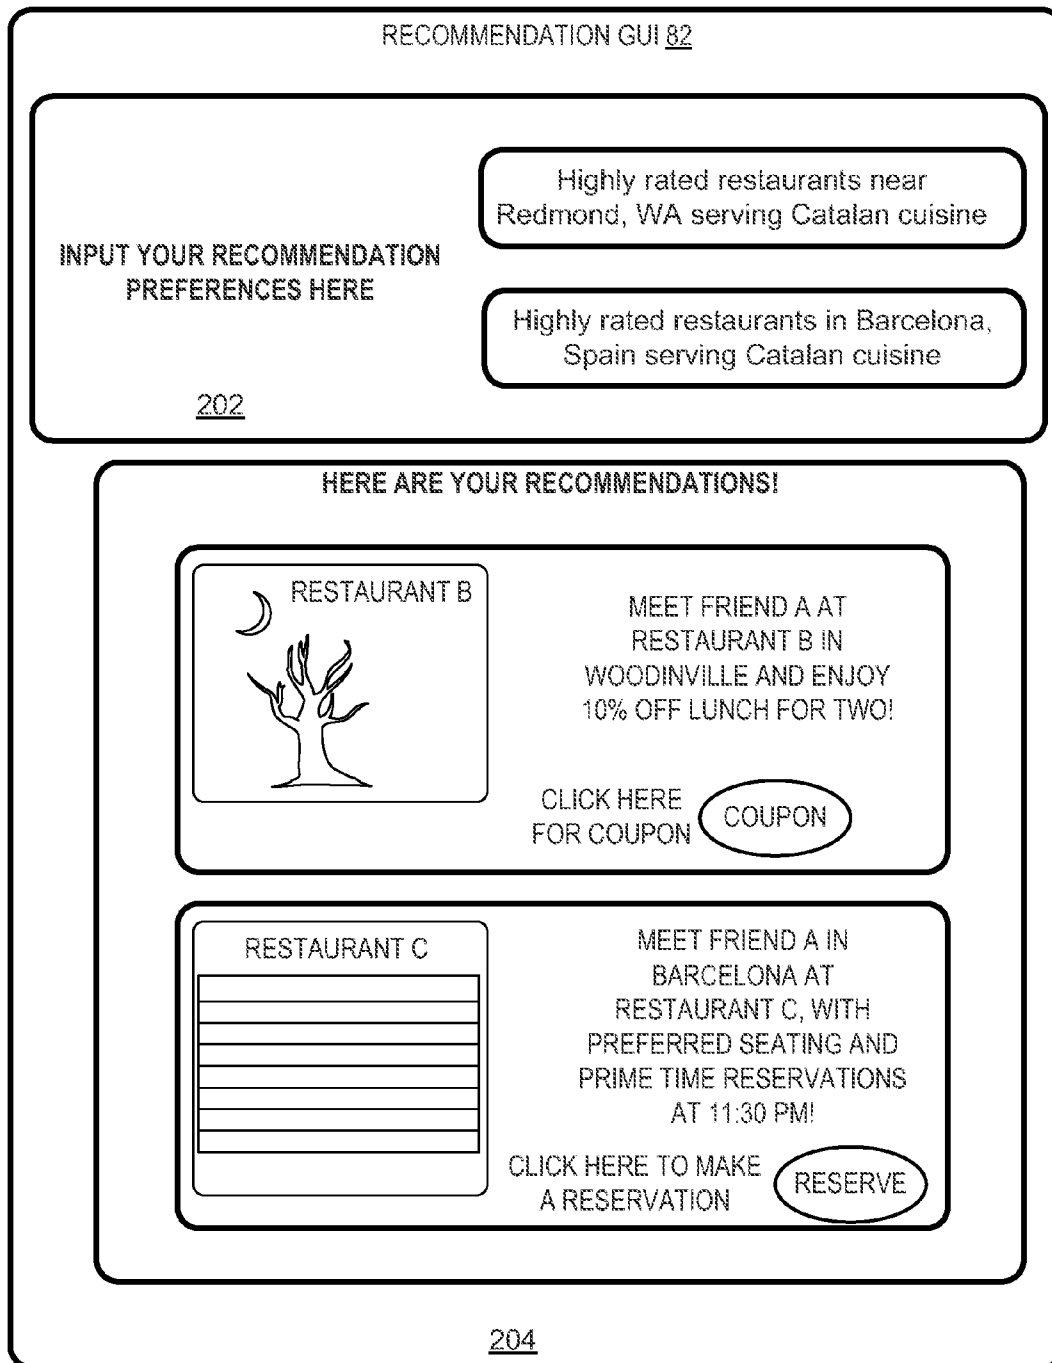 RECOMMENDATION GUI 82
INPUT YOUR RECOMMENDATION
PREFERENCES HERE
202
Highly rated restaurants near
Redmond, WA serving Catalan cuisine
Highly rated restaurants in Barcelona,
Spain serving Catalan cuisine
HERE ARE YOUR RECOMMENDATIONS!
RESTAURANT B
MEET FRIEND A AT
RESTAURANT B IN
WOODINVILLE AND ENJOY
10% OFF LUNCH FOR TWO!
CLICK HERE
FOR COUPON
COUPON
RESTAURANT C
MEET FRIEND A IN
BARCELONA AT
RESTAURANT C, WITH
PREFERRED SEATING AND
PRIME TIME RESERVATIONS
AT 11:30 PM!
CLICK HERE TO MAKE
A RESERVATION
RESERVE
204